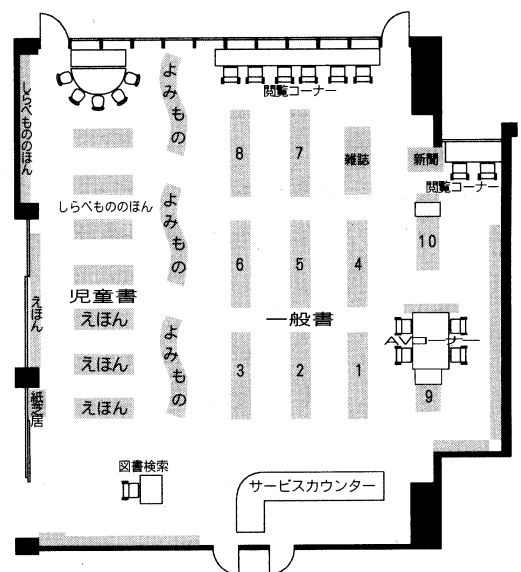 よみもの
閲覧コーナー
しらべもののほん
8
7
雑誌
新聞
閲覧コーナー
しらべもののほん
よみもの
10
6
5
4
えほん
児童書
一般書
えほん
よみもの
AVコーナー
えほん
3
2
1
9
紙芝居
えほん
図書検索
サービスカウンター